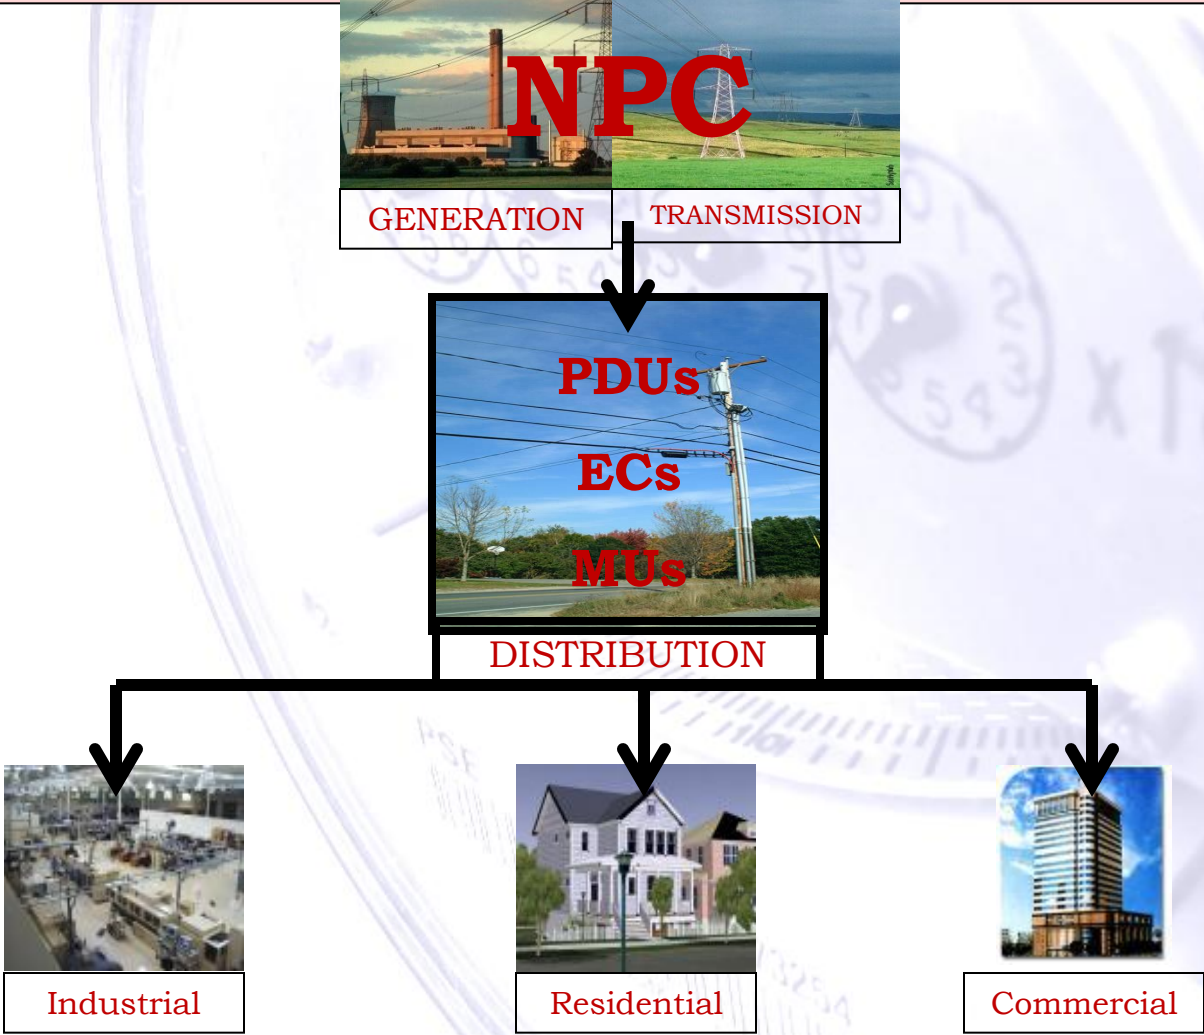 NPC
GENERATION
TRANSMISSION
PDUs
ECs
MUs
DISTRIBUTION
Industrial
Residential
Commercial